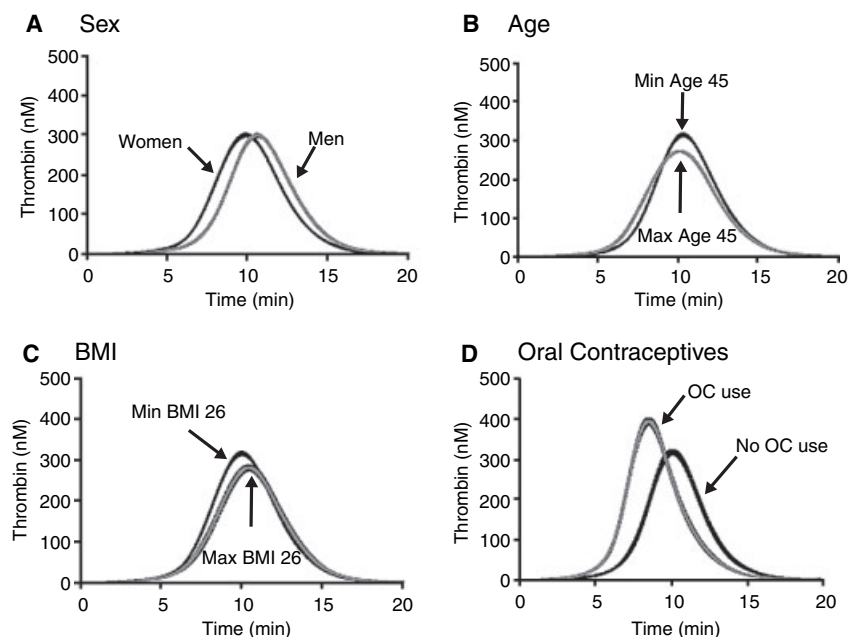 A Sex
500
400
300
200
100
0
Thrombin (nM)
Women
Men
0 5 10 15 20
Time (min)
B Age
500
400
300
200
100
0
Thrombin (nM)
Min Age 45
Max Age 45
0 5 10 15 20
Time (min)
C BMI
500
400
300
200
100
0
Thrombin (nM)
Min BMI 26
Max BMI 26
0 5 10 15 20
Time (min)
D Oral Contraceptives
500
400
300
200
100
0
Thrombin (nM)
OC use
No OC use
0 5 10 15 20
Time (min)